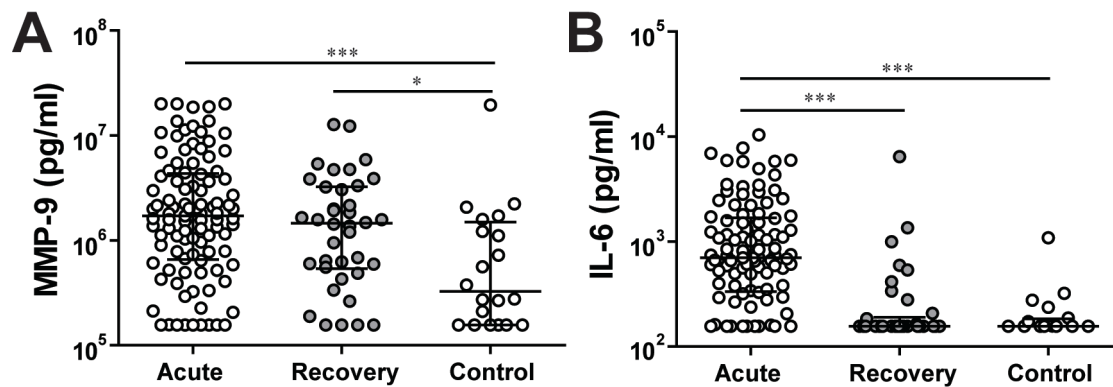 A
MMP-9 (pg/ml)
10⁸
10⁷
10⁶
10⁵
***
*
Acute Recovery Control
B
IL-6 (pg/ml)
10⁵
10⁴
10³
10²
***
***
Acute Recovery Control